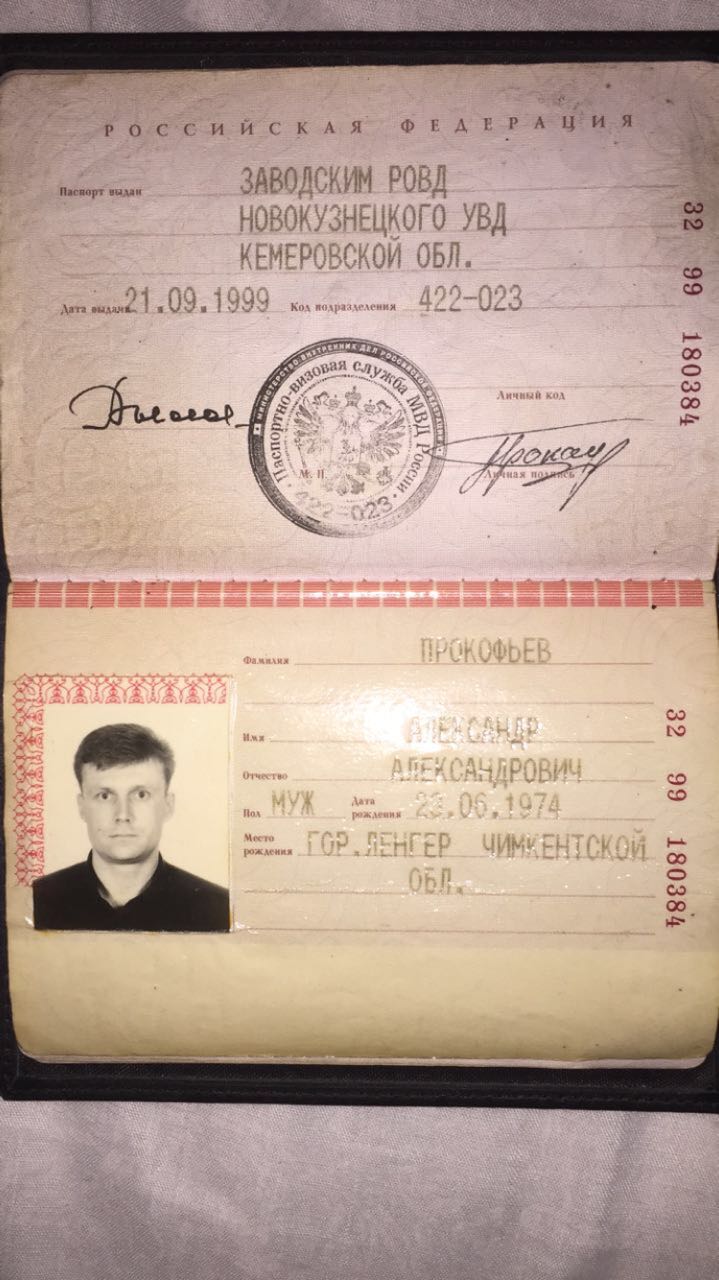 РОССИЙСКАЯ ФЕДЕРАЦИЯ
Паспорт выдан ЗАВОДСКИМ РОВД
НОВОКУЗНЕЦКОГО УВД
КЕМЕРОВСКОЙ ОБЛ.
Дата выдачи 21.09.1999 Код подразделения 422-023
32 99 180384
МИНИСТЕРСТВО ВНУТРЕННИХ ДЕЛ РОССИЙСКОЙ ФЕДЕРАЦИИ
Паспортно-визовая служба МВД России
422-023
Личный код
М. П.
Личная подпись
Фамилия ПРОКОФЬЕВ
Имя АЛЕКСАНДР
Отчество АЛЕКСАНДРОВИЧ
Пол МУЖ Дата рождения 23.06.1974
Место рождения ГОР.ЛЕНГЕР ЧИМКЕНТСКОЙ
ОБЛ.
32 99 180384